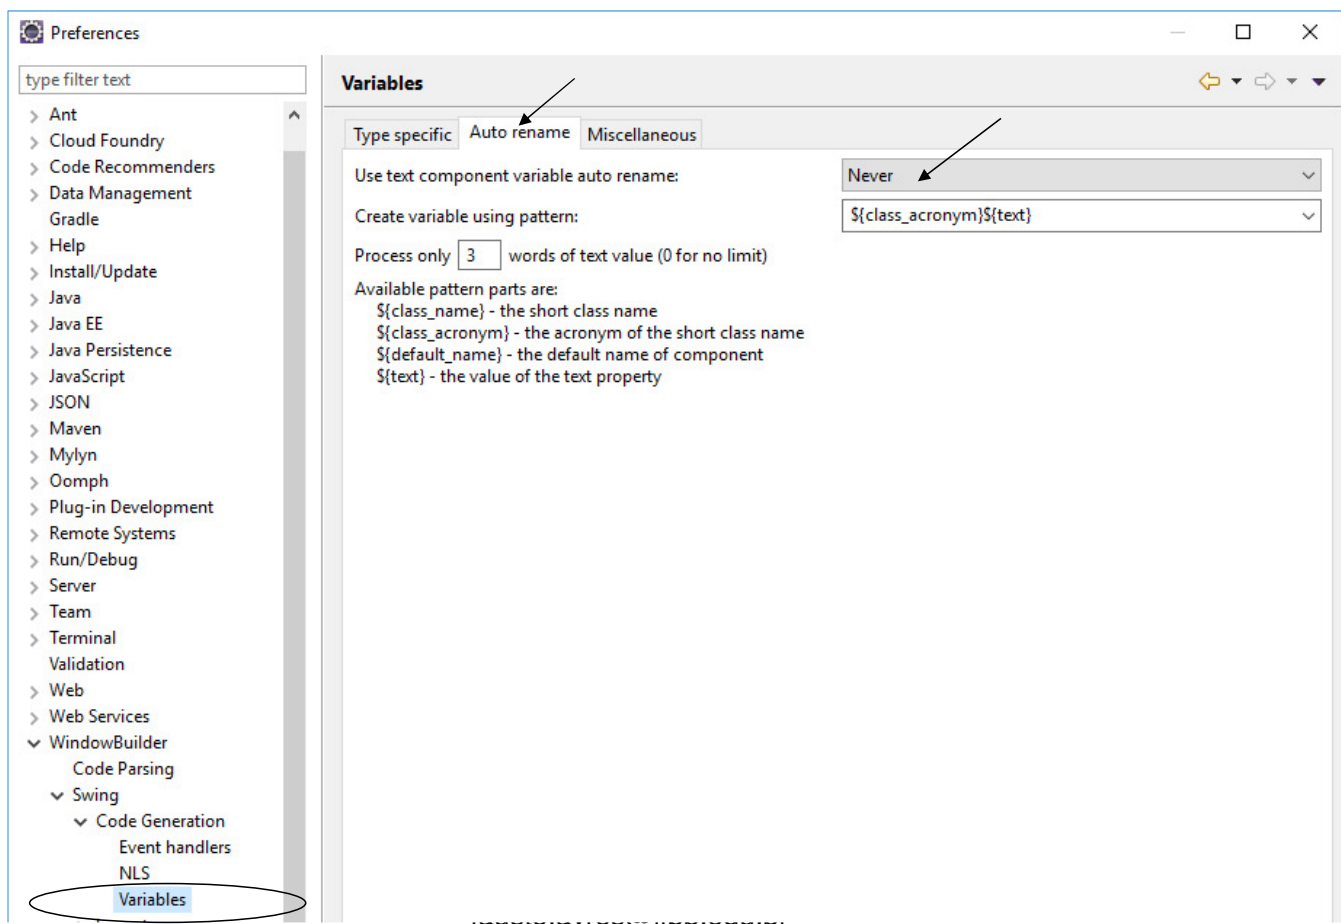 Preferences
type filter text
Ant
Cloud Foundry
Code Recommenders
Data Management
Gradle
Help
Install/Update
Java
Java EE
Java Persistence
JavaScript
JSON
Maven
Mylyn
Oomph
Plug-in Development
Remote Systems
Run/Debug
Server
Team
Terminal
Validation
Web
Web Services
WindowBuilder
Code Parsing
Swing
Code Generation
Event handlers
NLS
Variables
Variables
Type specific Auto rename Miscellaneous
Use text component variable auto rename: Never
Create variable using pattern: ${class_acronym}${text}
Process only 3 words of text value (0 for no limit)
Available pattern parts are:
${class_name} - the short class name
${class_acronym} - the acronym of the short class name
${default_name} - the default name of component
${text} - the value of the text property